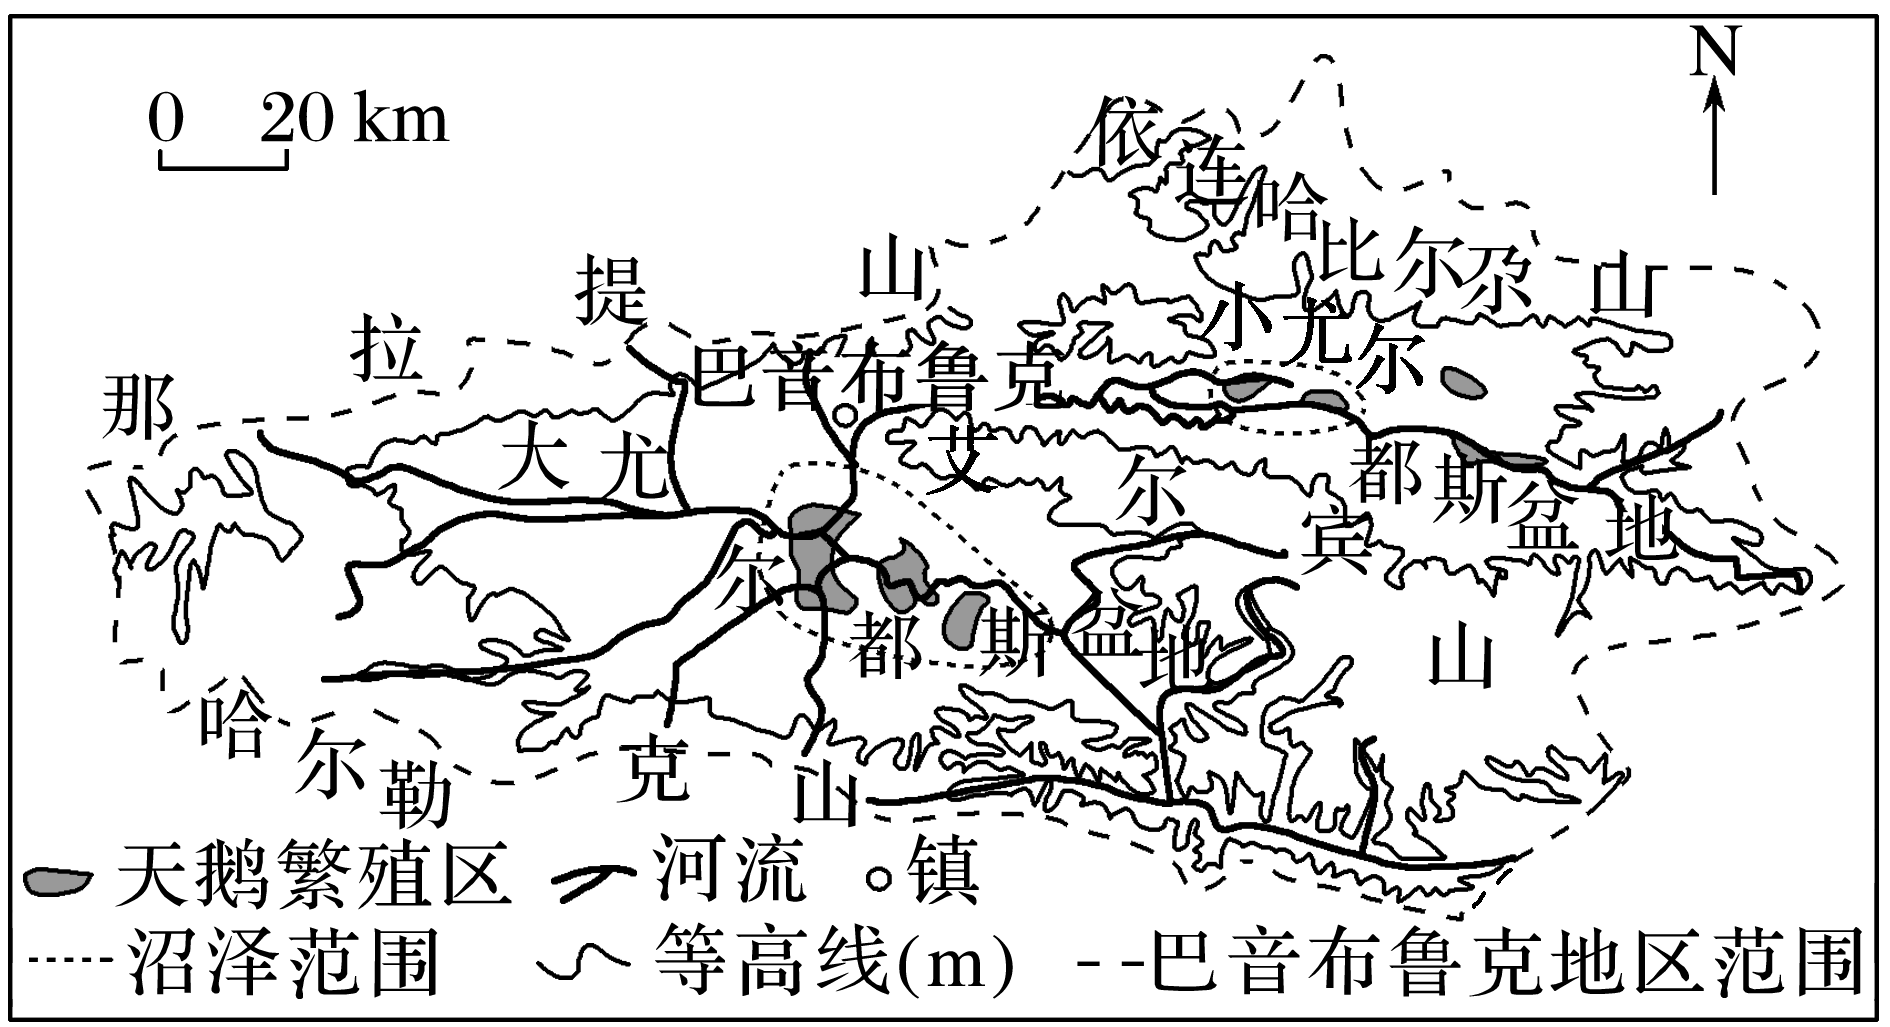 0 20 km
N
依连哈比尔尕山
那拉提山
巴音布鲁克
小尤尔都斯盆地
大尤尔都斯盆地
艾尔宾山
哈尔勒克山
天鹅繁殖区 河流 镇
沼泽范围 等高线(m) 巴音布鲁克地区范围